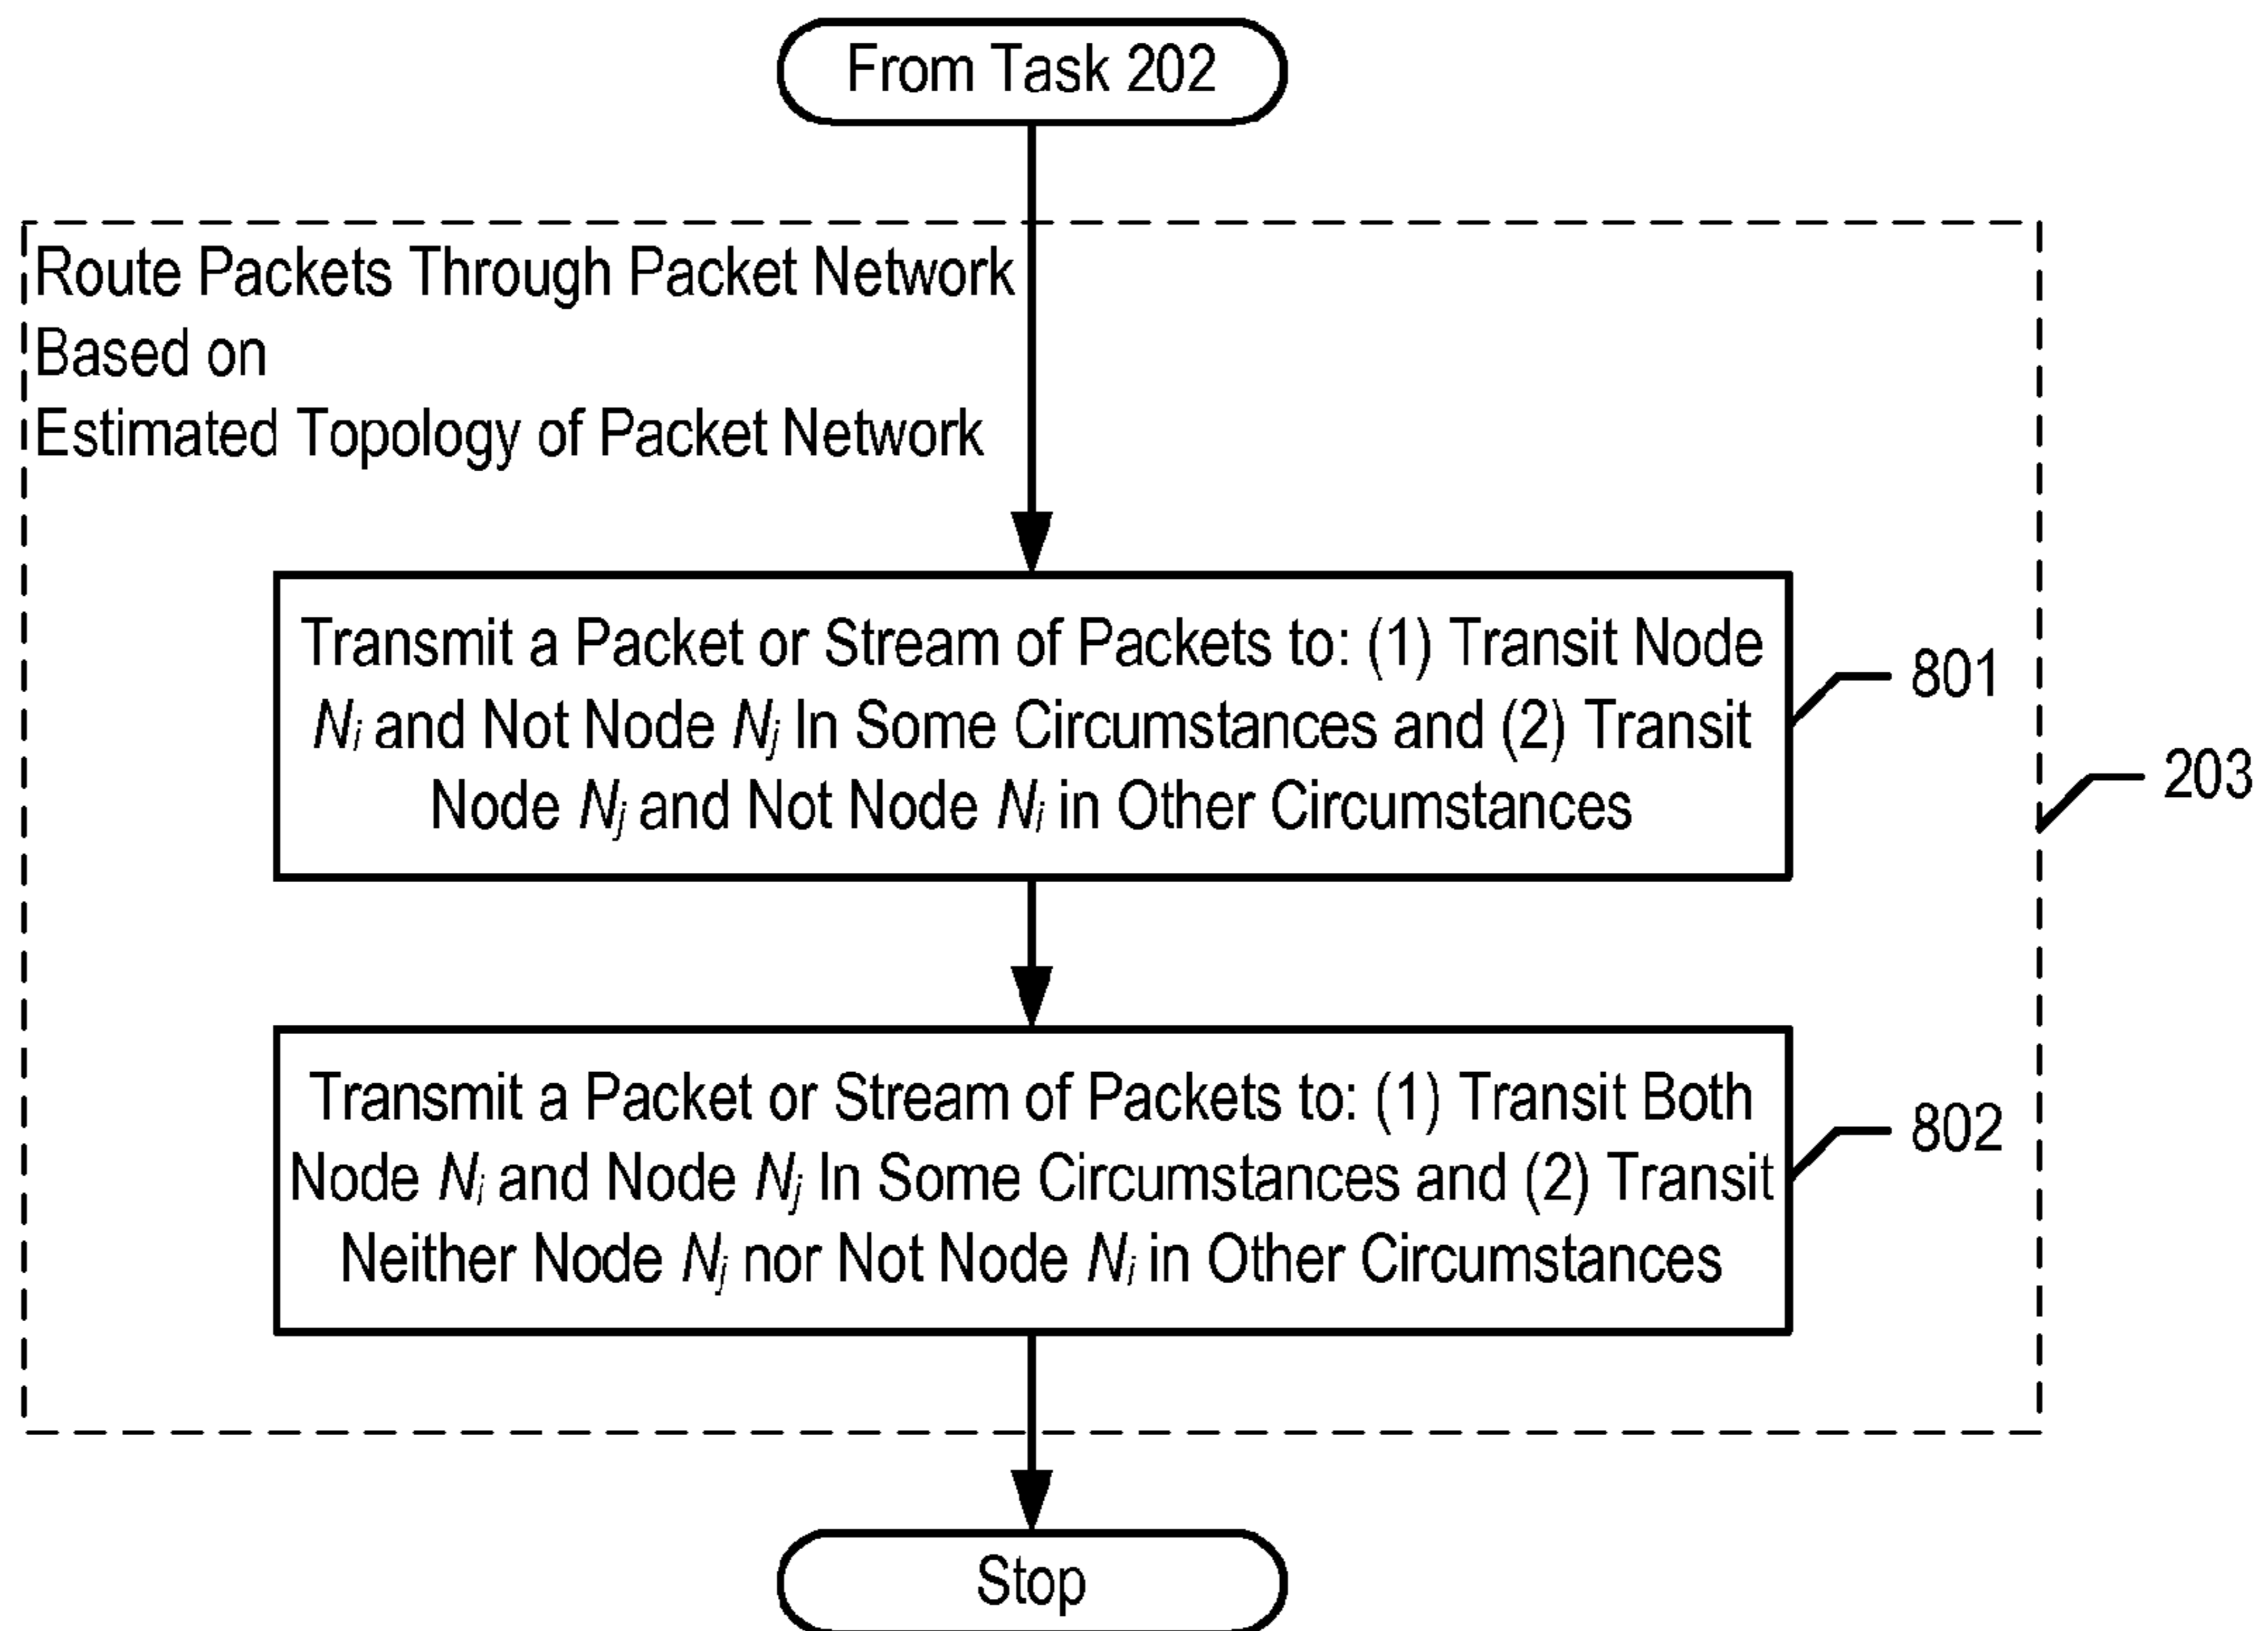 From Task 202
Route Packets Through Packet Network
Based on
Estimated Topology of Packet Network
Transmit a Packet or Stream of Packets to: (1) Transit Node
Ni and Not Node Nj In Some Circumstances and (2) Transit
Node Nj and Not Node Ni in Other Circumstances
801
203
Transmit a Packet or Stream of Packets to: (1) Transit Both
Node Ni and Node Nj In Some Circumstances and (2) Transit
Neither Node Nj nor Not Node Ni in Other Circumstances
802
Stop